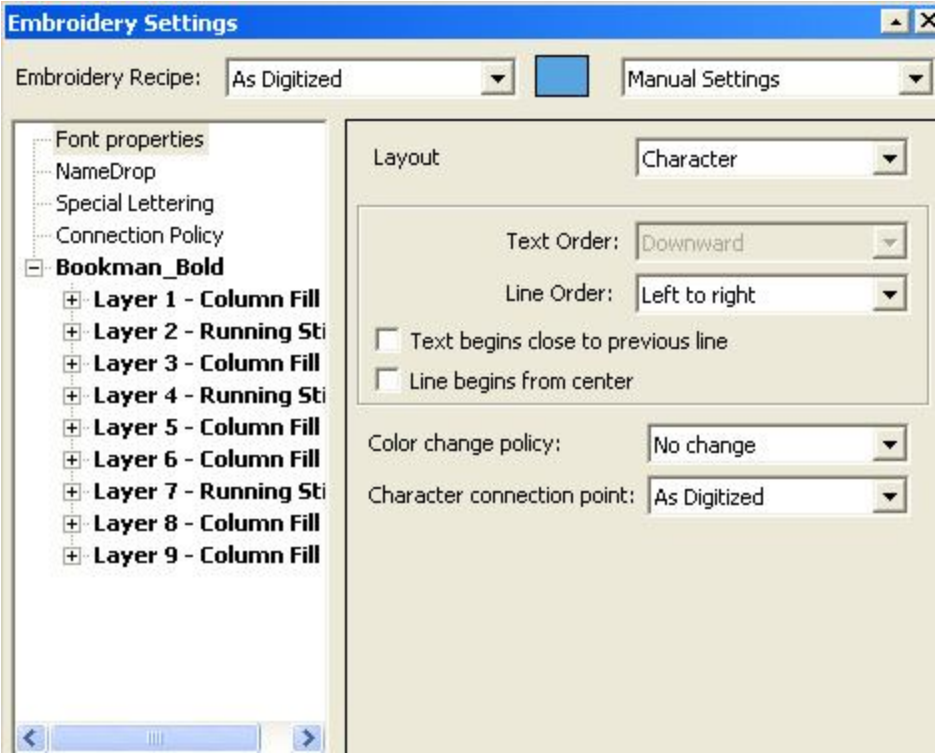 Embroidery Settings
Embroidery Recipe: As Digitized Manual Settings
Font properties
NameDrop
Special Lettering
Connection Policy
Bookman_Bold
Layer 1 - Column Fill
Layer 2 - Running Sti
Layer 3 - Column Fill
Layer 4 - Running Sti
Layer 5 - Column Fill
Layer 6 - Column Fill
Layer 7 - Running Sti
Layer 8 - Column Fill
Layer 9 - Column Fill
Layout Character
Text Order: Downward
Line Order: Left to right
Text begins close to previous line
Line begins from center
Color change policy: No change
Character connection point: As Digitized